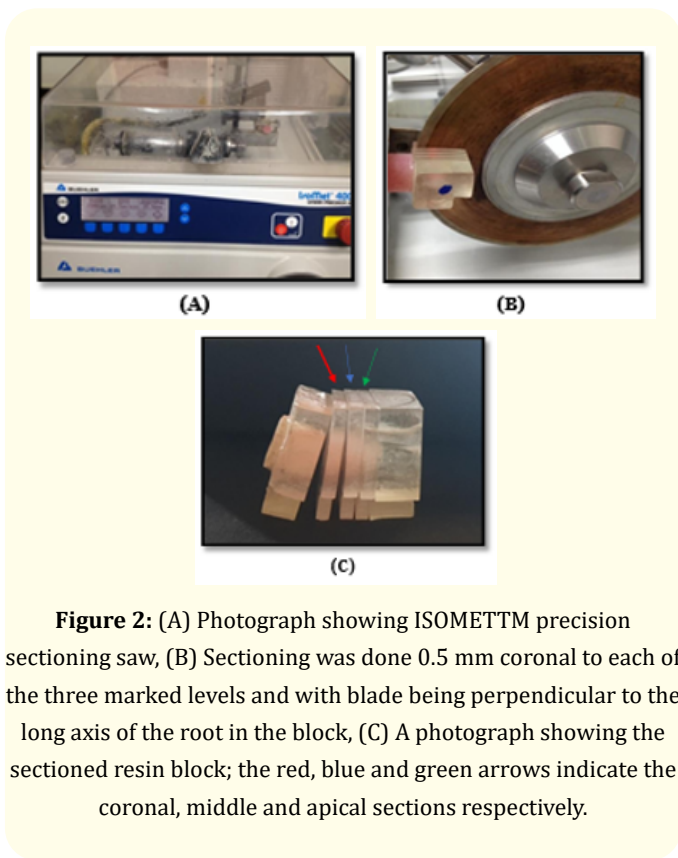 BUEHLER
IsoMet® 400
BUEHLER
(A)
(B)
(C)
Figure 2: (A) Photograph showing ISOMETTM precision
sectioning saw, (B) Sectioning was done 0.5 mm coronal to each of
the three marked levels and with blade being perpendicular to the
long axis of the root in the block, (C) A photograph showing the
sectioned resin block; the red, blue and green arrows indicate the
coronal, middle and apical sections respectively.